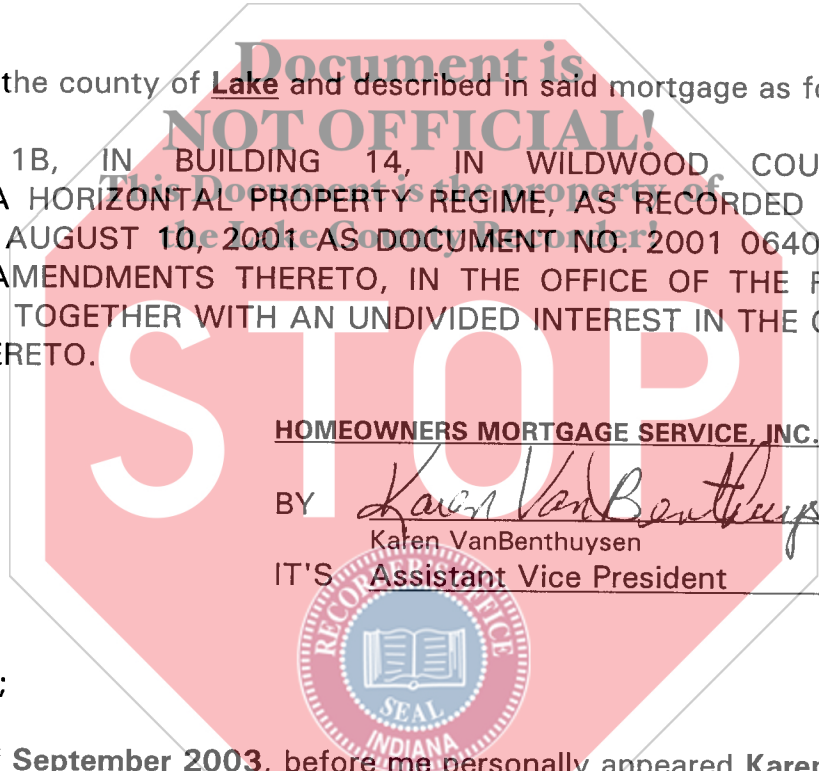 Document is
the county of Lake and described in said mortgage as fo
NOT OFFICIAL!
1B, IN BUILDING 14, IN WILDWOOD COU
This Document is the property of
A HORIZONTAL PROPERTY REGIME, AS RECORDED
the Lake County Recorder!
AUGUST 10, 2001 AS DOCUMENT NO. 2001 0640
AMENDMENTS THERETO, IN THE OFFICE OF THE
TOGETHER WITH AN UNDIVIDED INTEREST IN THE
ERETO.
STOP
HOMEOWNERS MORTGAGE SERVICE, INC.
BY Karen VanBenthuys
Karen VanBenthuysen
IT'S Assistant Vice President
RECORDER'S OFFICE
SEAL
INDIANA
;
September 2003, before me personally appeared Karen